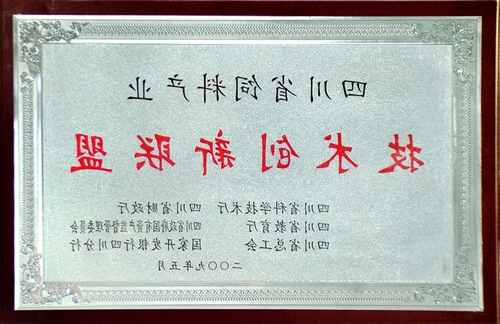 四川省饲料产业
技术创新联盟
四川省科学技术厅 四川省财政厅
四川省教育厅 四川省政府国有资产监督管理委员会
四川省总工会 国家开发银行四川分行
二〇〇九年五月